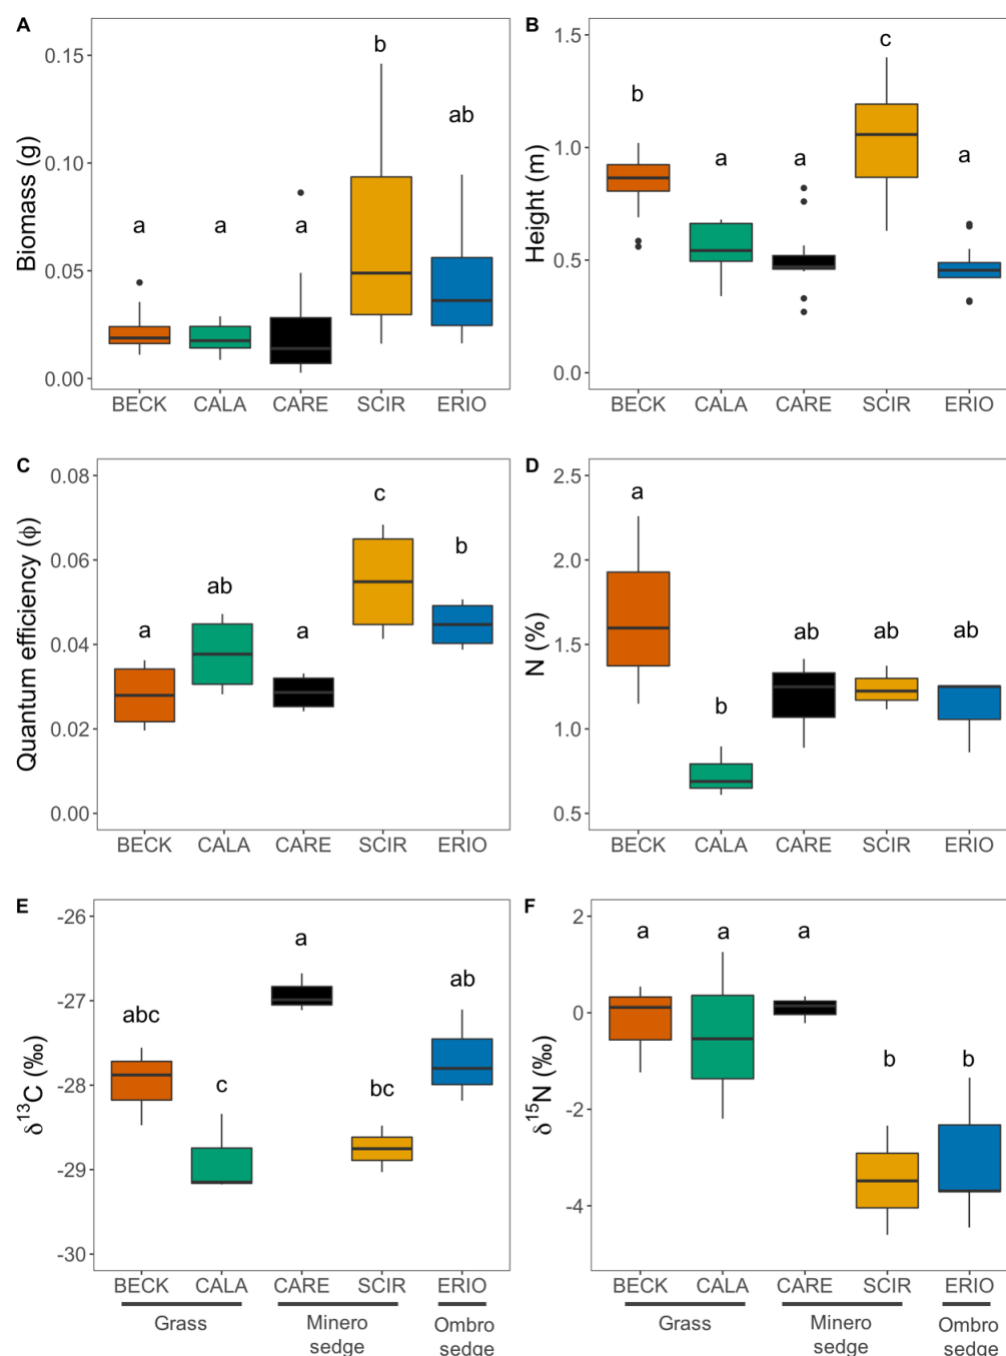 A
Biomass (g)
0.15
0.10
0.05
0.00
a
a
a
b
ab
BECK CALA CARE SCIR ERIO
B
Height (m)
1.5
1.0
0.5
0.0
b
a
a
c
a
BECK CALA CARE SCIR ERIO
C
Quantum efficiency (ϕ)
0.08
0.06
0.04
0.02
0.00
a
ab
a
c
b
BECK CALA CARE SCIR ERIO
D
N (%)
2.5
2.0
1.5
1.0
0.5
a
b
ab
ab
ab
BECK CALA CARE SCIR ERIO
E
δ¹³C (‰)
-26
-27
-28
-29
-30
abc
c
a
bc
ab
BECK CALA CARE SCIR ERIO
Grass
Minero
sedge
Ombro
sedge
F
δ¹⁵N (‰)
2
0
-2
-4
a
a
a
b
b
BECK CALA CARE SCIR ERIO
Grass
Minero
sedge
Ombro
sedge